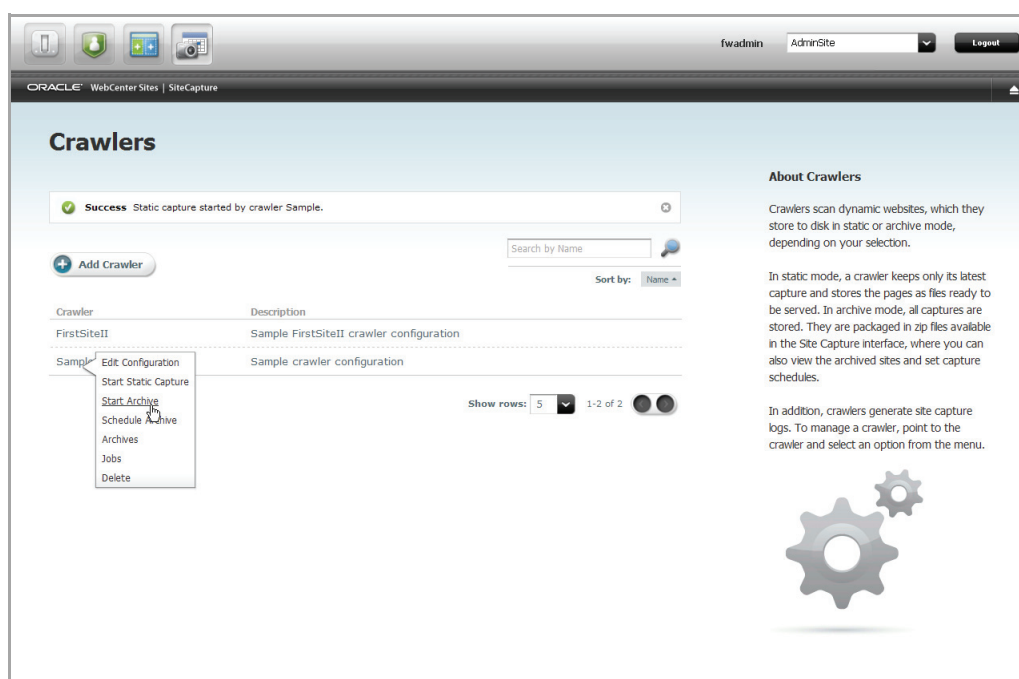 fwadmin AdminSite Logout
ORACLE® WebCenter Sites | SiteCapture
Crawlers
Success Static capture started by crawler Sample.
Search by Name
Add Crawler
Sort by: Name
Crawler Description
FirstSiteII Sample FirstSiteII crawler configuration
Sample Sample crawler configuration
Edit Configuration
Start Static Capture
Start Archive
Schedule Archive
Archives
Jobs
Delete
Show rows: 5 1-2 of 2
About Crawlers
Crawlers scan dynamic websites, which they
store to disk in static or archive mode,
depending on your selection.
In static mode, a crawler keeps only its latest
capture and stores the pages as files ready to
be served. In archive mode, all captures are
stored. They are packaged in zip files available
in the Site Capture interface, where you can
also view the archived sites and set capture
schedules.
In addition, crawlers generate site capture
logs. To manage a crawler, point to the
crawler and select an option from the menu.